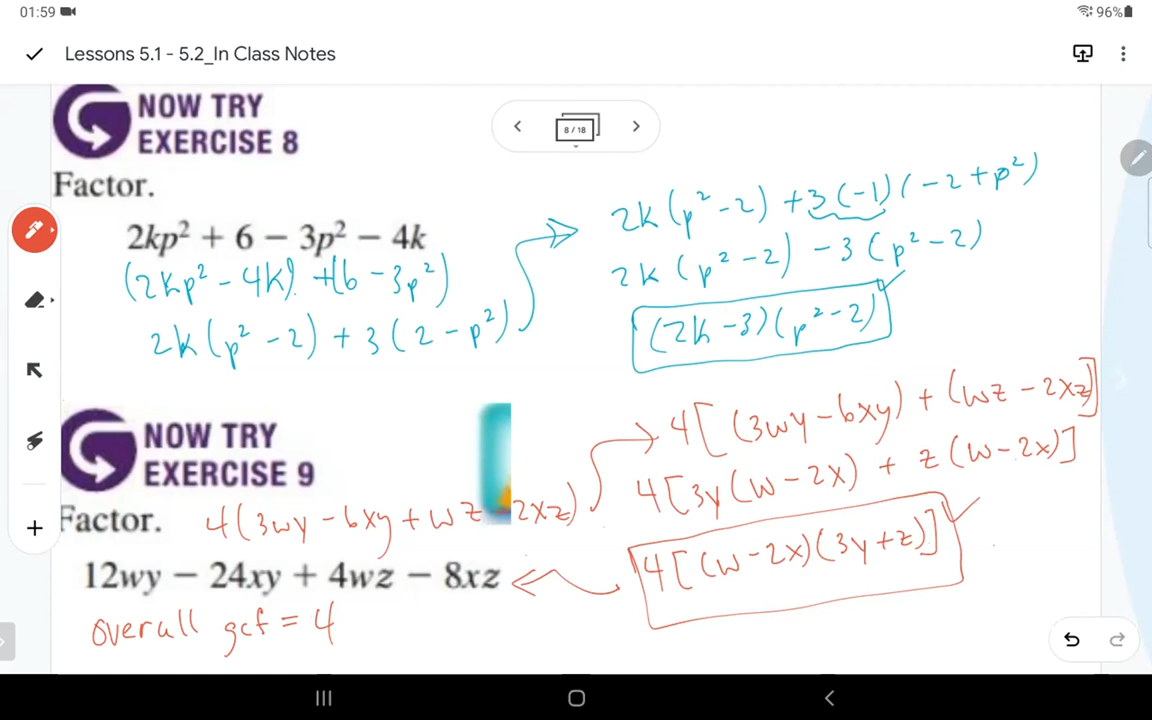 01:59
96%
Lessons 5.1 - 5.2_In Class Notes
NOW TRY
EXERCISE 8
8 / 18
Factor.
2kp² + 6 − 3p² − 4k
(2kp² - 4k) + (6 - 3p²)
2k(p² - 2) + 3(2 - p²)
2k(p² - 2) + 3(-1)(-2 + p²)
2k(p² - 2) - 3(p² - 2)
(2k - 3)(p² - 2)
NOW TRY
EXERCISE 9
Factor.
4(3wy - 6xy + wz - 2xz)
12wy − 24xy + 4wz − 8xz
overall gcf = 4
4[(3wy - 6xy) + (wz - 2xz)]
4[3y(w - 2x) + z(w - 2x)]
4[(w - 2x)(3y + z)]